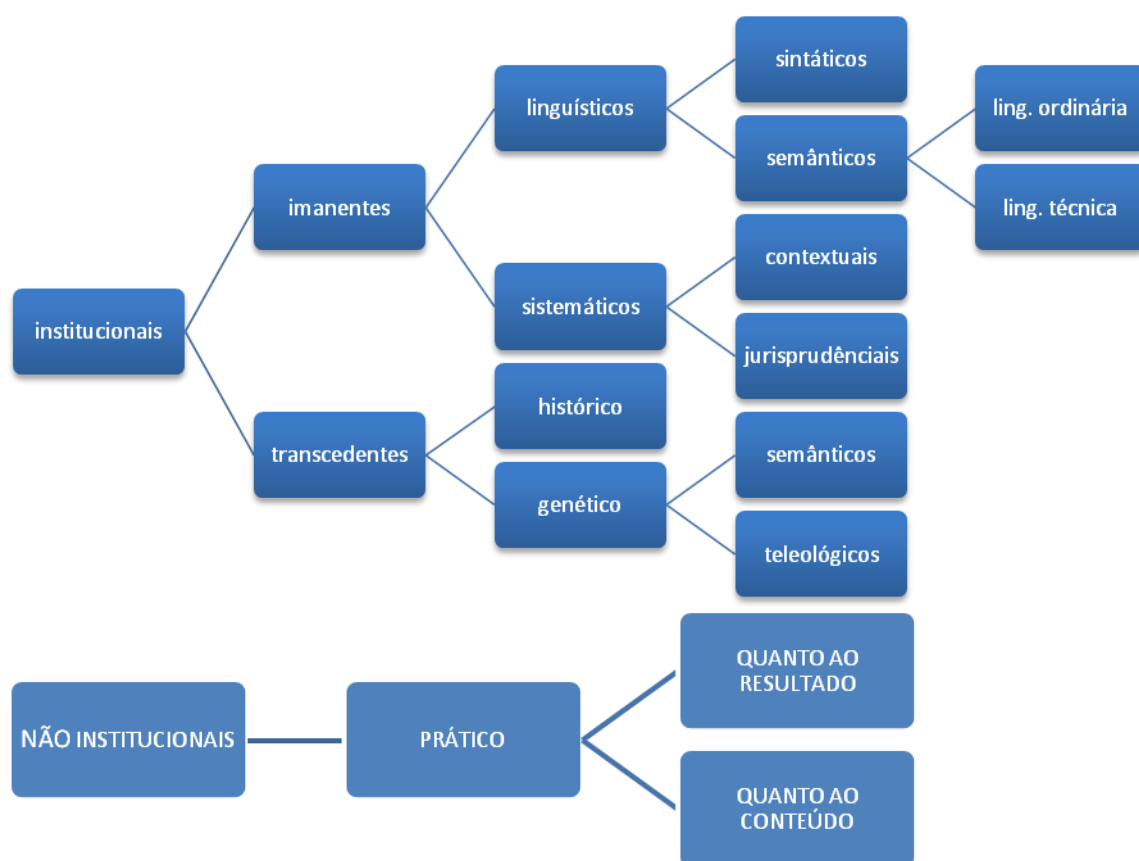 institucionais
imanentes
linguísticos
sintáticos
semânticos
ling. ordinária
ling. técnica
sistemáticos
contextuais
jurisprudênciais
transcedentes
histórico
genético
semânticos
teleológicos
NÃO INSTITUCIONAIS
PRÁTICO
QUANTO AO
RESULTADO
QUANTO AO
CONTEÚDO